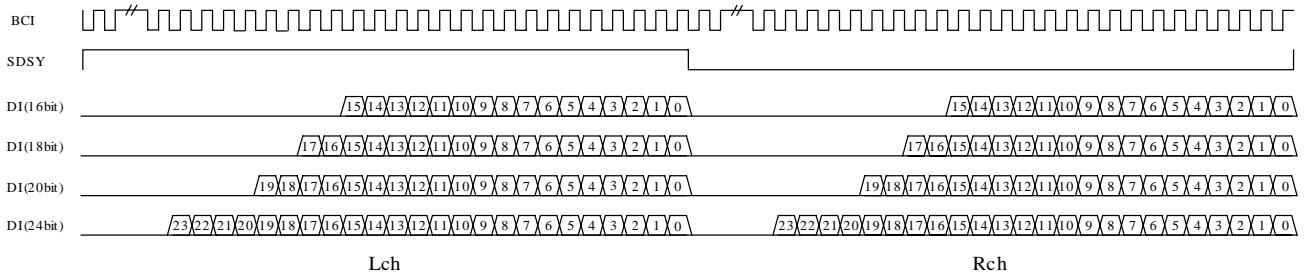 BCI
SDSY
DI(16bit) 15 14 13 12 11 10 9 8 7 6 5 4 3 2 1 0 15 14 13 12 11 10 9 8 7 6 5 4 3 2 1 0
DI(18bit) 17 16 15 14 13 12 11 10 9 8 7 6 5 4 3 2 1 0 17 16 15 14 13 12 11 10 9 8 7 6 5 4 3 2 1 0
DI(20bit) 19 18 17 16 15 14 13 12 11 10 9 8 7 6 5 4 3 2 1 0 19 18 17 16 15 14 13 12 11 10 9 8 7 6 5 4 3 2 1 0
DI(24bit) 23 22 21 20 19 18 17 16 15 14 13 12 11 10 9 8 7 6 5 4 3 2 1 0 23 22 21 20 19 18 17 16 15 14 13 12 11 10 9 8 7 6 5 4 3 2 1 0
Lch Rch